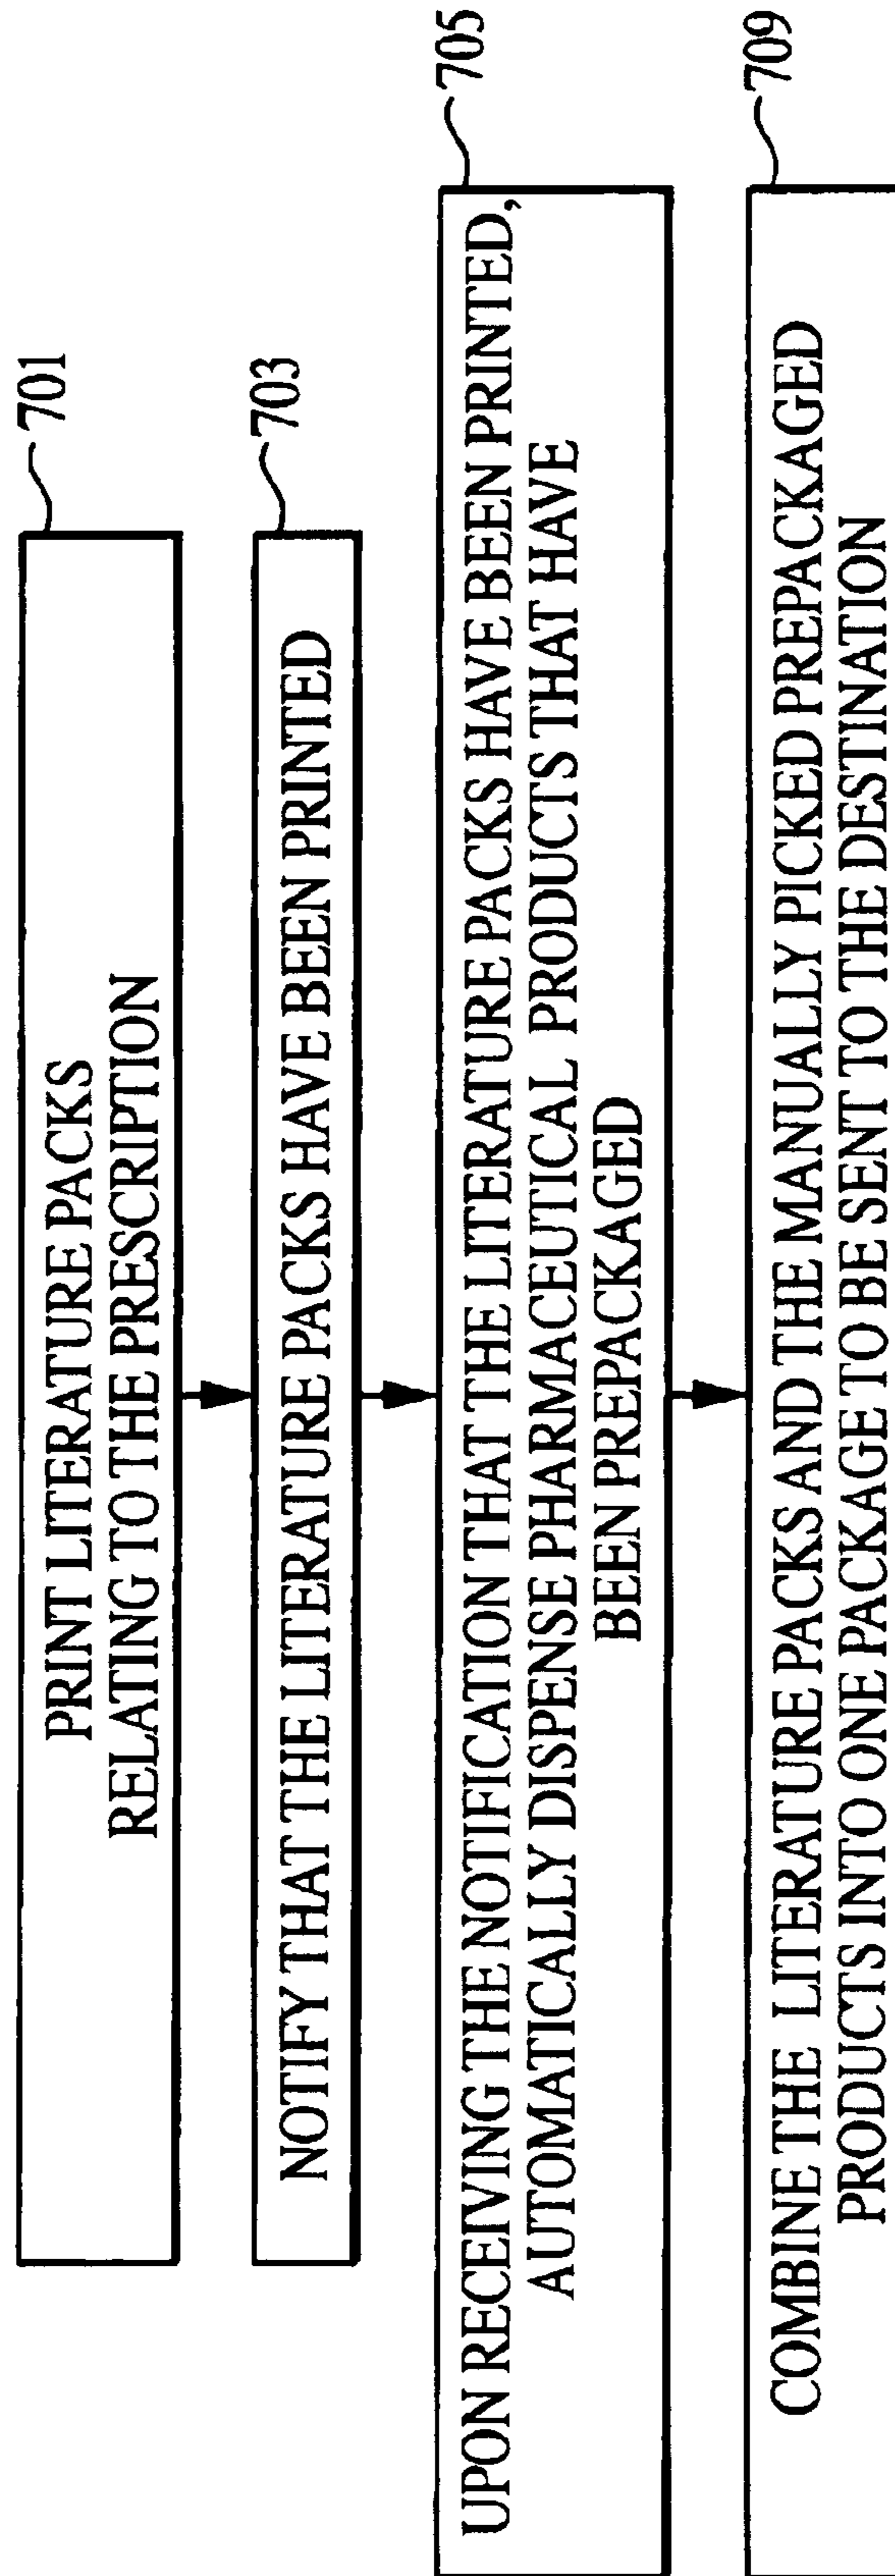 PRINT LITERATURE PACKS
RELATING TO THE PRESCRIPTION
701
NOTIFY THAT THE LITERATURE PACKS HAVE BEEN PRINTED
703
UPON RECEIVING THE NOTIFICATION THAT THE LITERATURE PACKS HAVE BEEN PRINTED,
AUTOMATICALLY DISPENSE PHARMACEUTICAL PRODUCTS THAT HAVE
BEEN PREPACKAGED
705
COMBINE THE LITERATURE PACKS AND THE MANUALLY PICKED PREPACKAGED
PRODUCTS INTO ONE PACKAGE TO BE SENT TO THE DESTINATION
709